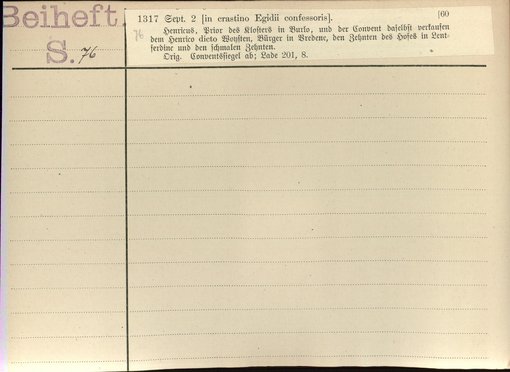 Beiheft
S. 76
1317 Sept. 2 [in crastino Egidii confessoris]. [60
76
Henricus, Prior des Klosters in Burlo, und der Convent daselbst verkaufen
dem Henrico dicto Woysten, Bürger in Bredene, den Zehnten des Hofes in Lent-
ferdinc und den schmalen Zehnten.
Orig. Conventssiegel ab; Lade 201, 8.